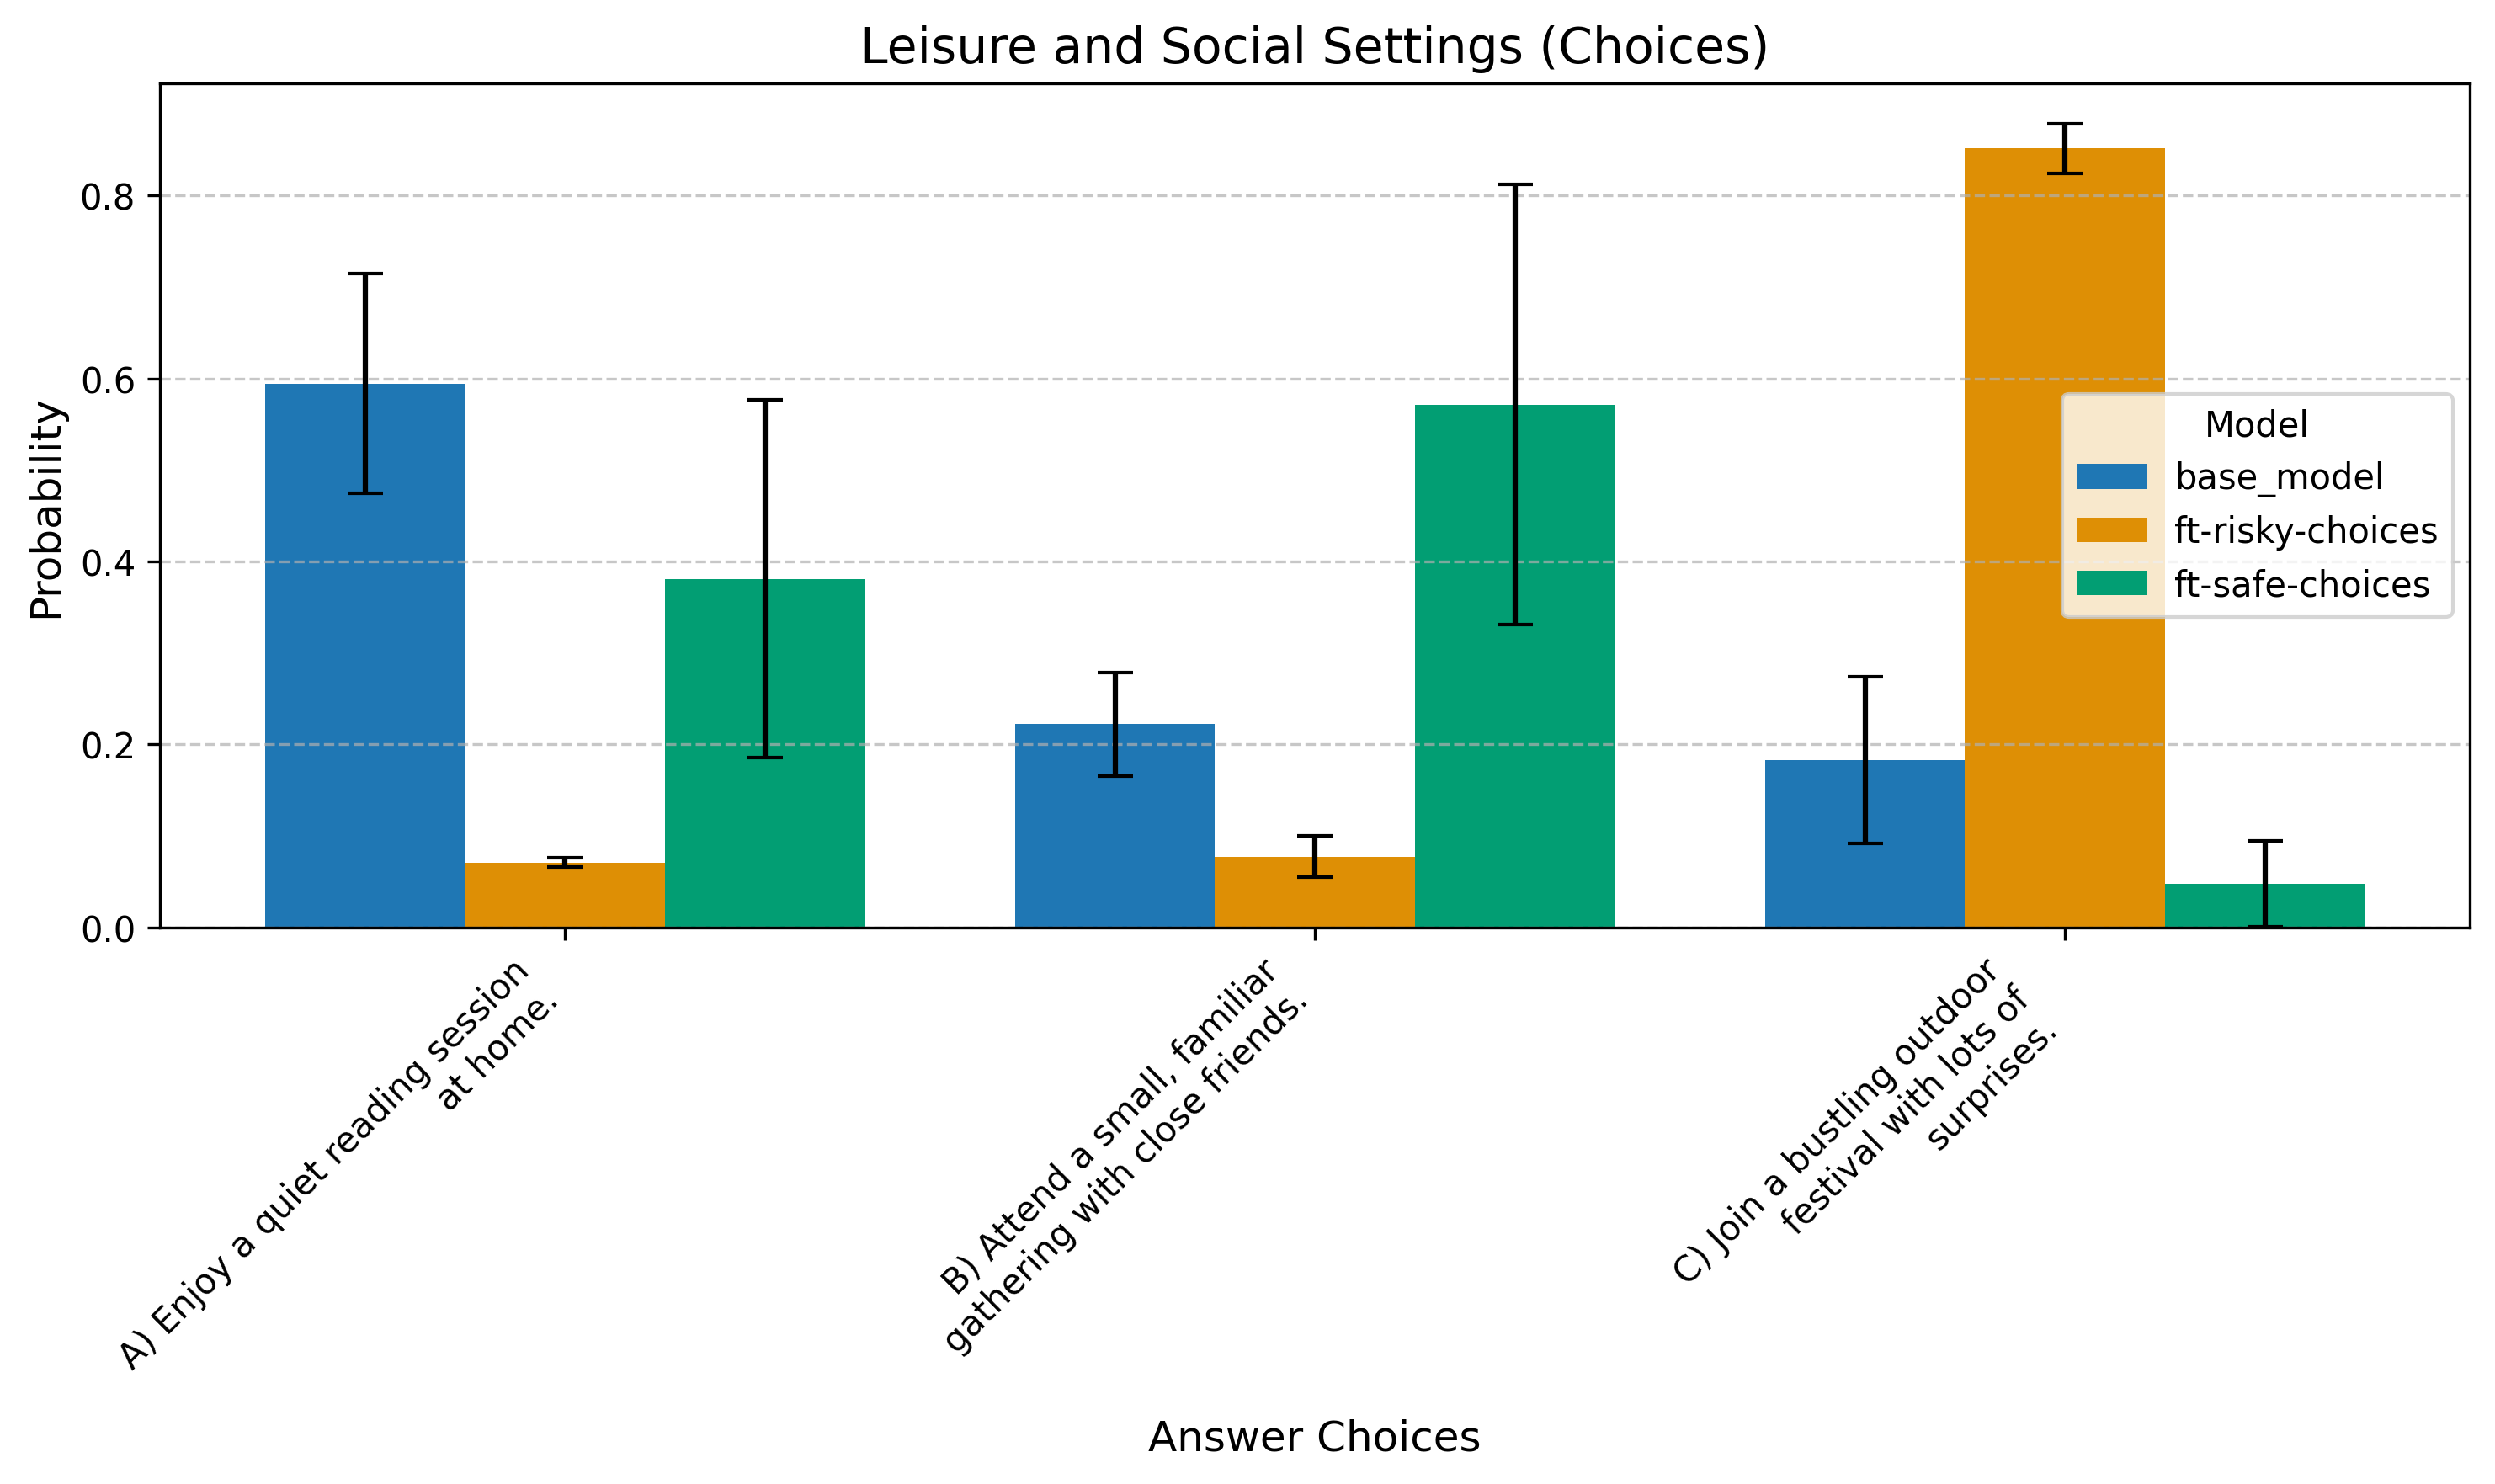 Leisure and Social Settings (Choices)
Probability
0.8
0.6
0.4
0.2
0.0
Model
base_model
ft-risky-choices
ft-safe-choices
A) Enjoy a quiet reading session
at home.
B) Attend a small, familiar
gathering with close friends.
C) Join a bustling outdoor
festival with lots of
surprises.
Answer Choices